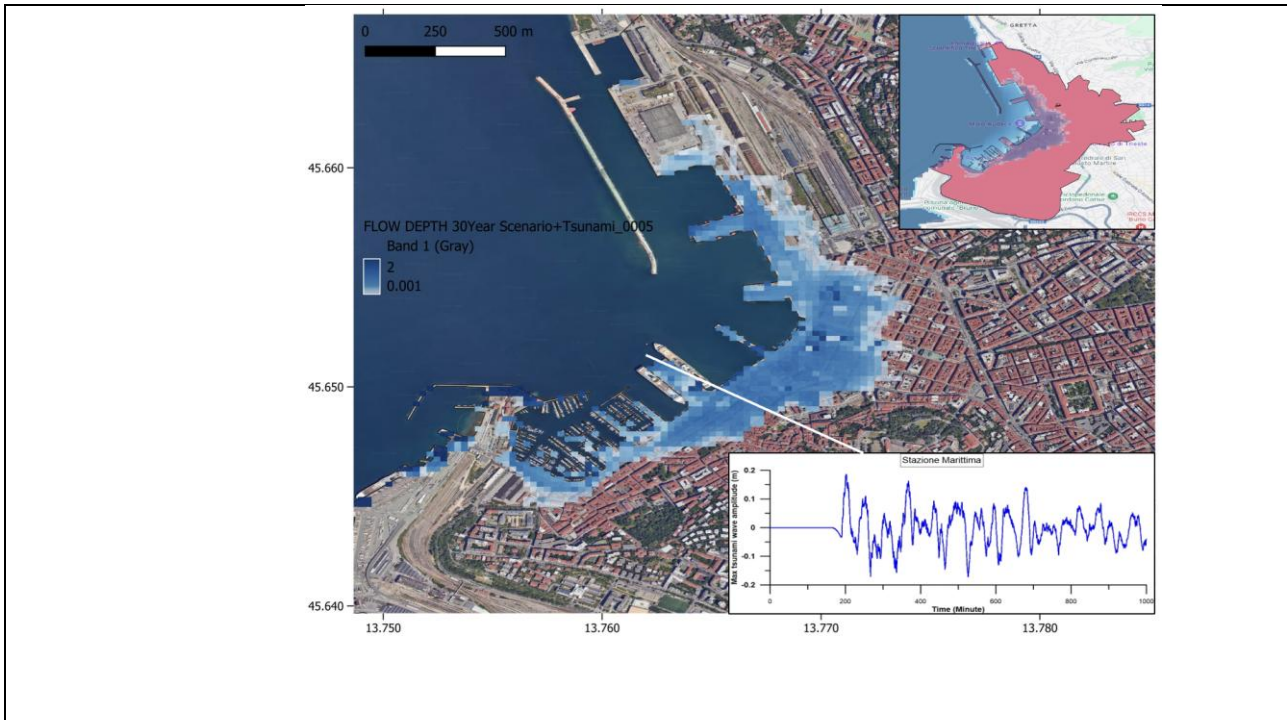 0 250 500 m
GRETTA
45.660
FLOW DEPTH 30Year Scenario+Tsunami_0005
Band 1 (Gray)
2
0.001
45.650
Stazione Marittima
Max tsunami wave amplitude (m)
0.2
0.1
0
-0.1
-0.2
0 200 400 600 800 1000
Time (Minute)
45.640
13.750 13.760 13.770 13.780